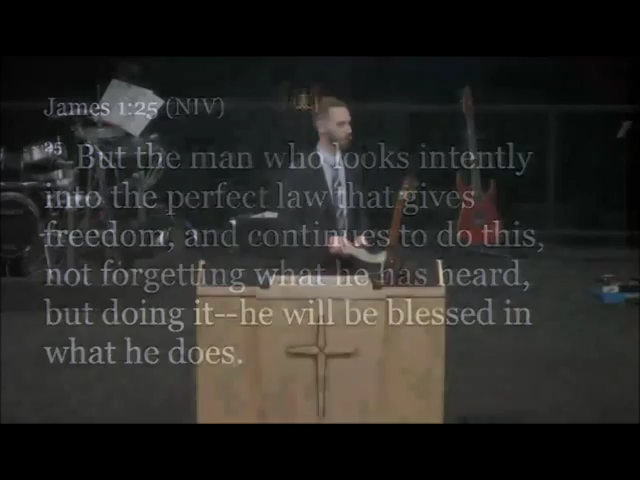 James 1:25 (NIV)
25 But the man who looks intently
into the perfect law that gives
freedom, and continues to do this,
not forgetting what he has heard,
but doing it--he will be blessed in
what he does.